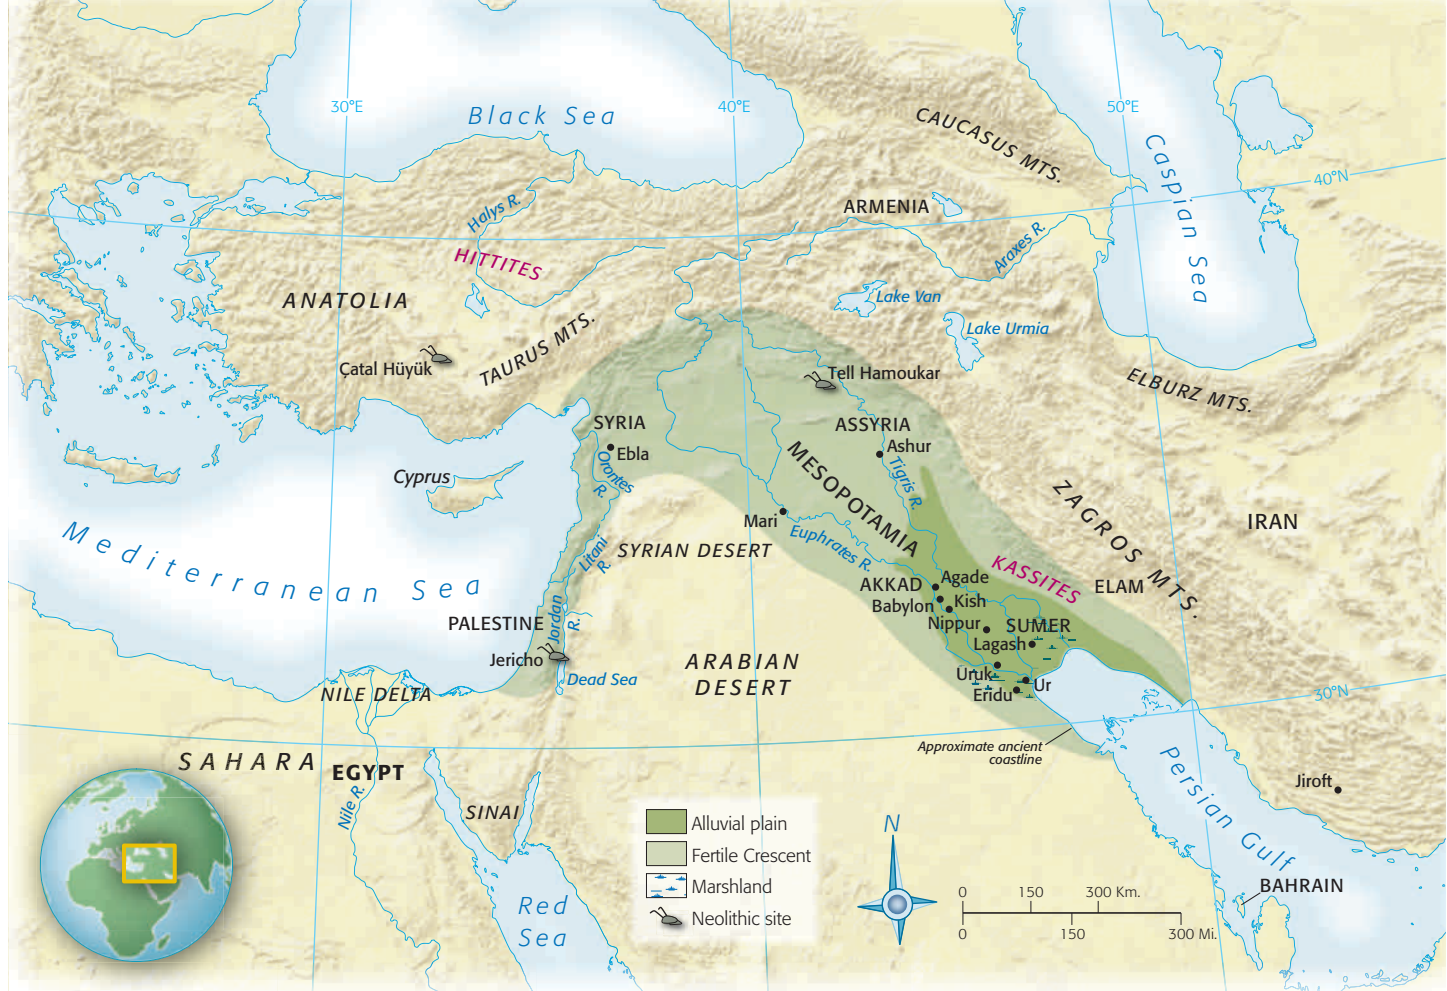 30°E
40°E
50°E
Black Sea
CAUCASUS MTS.
Caspian Sea
40°N
Halys R.
ARMENIA
Araxes R.
HITTITES
ANATOLIA
Lake Van
Lake Urmia
TAURUS MTS.
Çatal Hüyük
Tell Hamoukar
ELBURZ MTS.
SYRIA
ASSYRIA
Ebla
Ashur
Orontes
R.
Cyprus
MESOPOTAMIA
Tigris R.
ZAGROS MTS.
IRAN
Mari
Mediterranean Sea
Euphrates R.
SYRIAN DESERT
Litani
R.
KASSITES
ELAM
AKKAD
Agade
Babylon
Kish
PALESTINE
Jordan
R.
Nippur
SUMER
Lagash
Jericho
ARABIAN
DESERT
Dead Sea
Uruk
Ur
Eridu
NILE DELTA
30°N
Approximate ancient
coastline
SAHARA
EGYPT
Nile R.
SINAI
Persian Gulf
Jiroft
BAHRAIN
Red
Sea
Alluvial plain
Fertile Crescent
Marshland
Neolithic site
N
0 150 300 Km.
0 150 300 Mi.